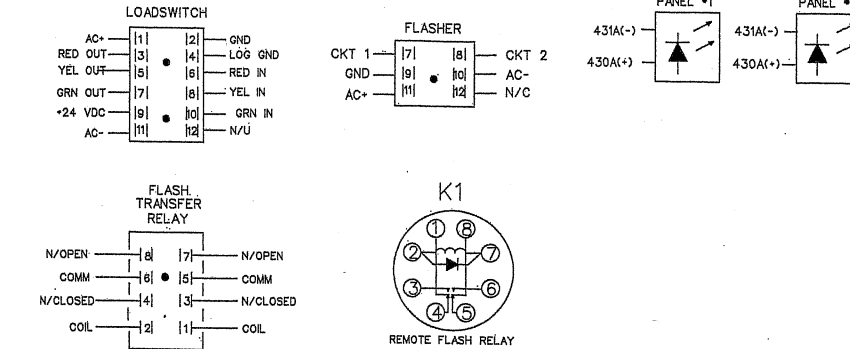 LOADSWITCH
AC+ 1 2 GND
RED OUT 3 4 LOG GND
YEL OUT 5 6 RED IN
GRN OUT 7 8 YEL IN
+24 VDC 9 10 GRN IN
AC- 11 12 N/U
FLASHER
CKT 1 7 8 CKT 2
GND 9 10 AC-
AC+ 11 12 N/C
PANEL #1
431A(-)
430A(+)
PANEL
431A(-)
430A(+)
FLASH.
TRANSFER
RELAY
N/OPEN 8 7 N/OPEN
COMM 6 5 COMM
N/CLOSED 4 3 N/CLOSED
COIL 2 1 COIL
K1
1 8
2 7
3 6
4 5
REMOTE FLASH RELAY